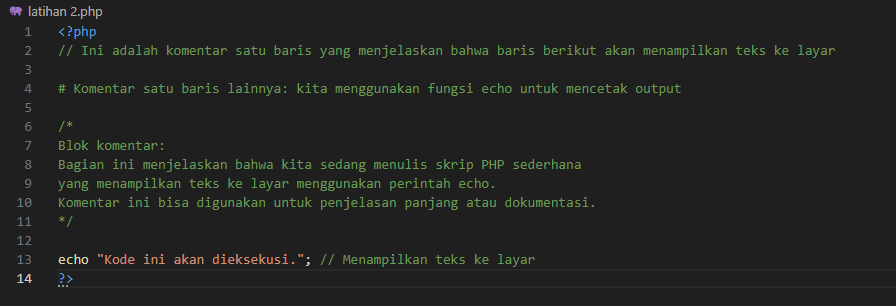 latihan 2.php
1 <?php
2 // Ini adalah komentar satu baris yang menjelaskan bahwa baris berikut akan menampilkan teks ke layar
3
4 # Komentar satu baris lainnya: kita menggunakan fungsi echo untuk mencetak output
5
6 /*
7 Blok komentar:
8 Bagian ini menjelaskan bahwa kita sedang menulis skrip PHP sederhana
9 yang menampilkan teks ke layar menggunakan perintah echo.
10 Komentar ini bisa digunakan untuk penjelasan panjang atau dokumentasi.
11 */
12
13 echo "Kode ini akan dieksekusi."; // Menampilkan teks ke layar
14 ?>